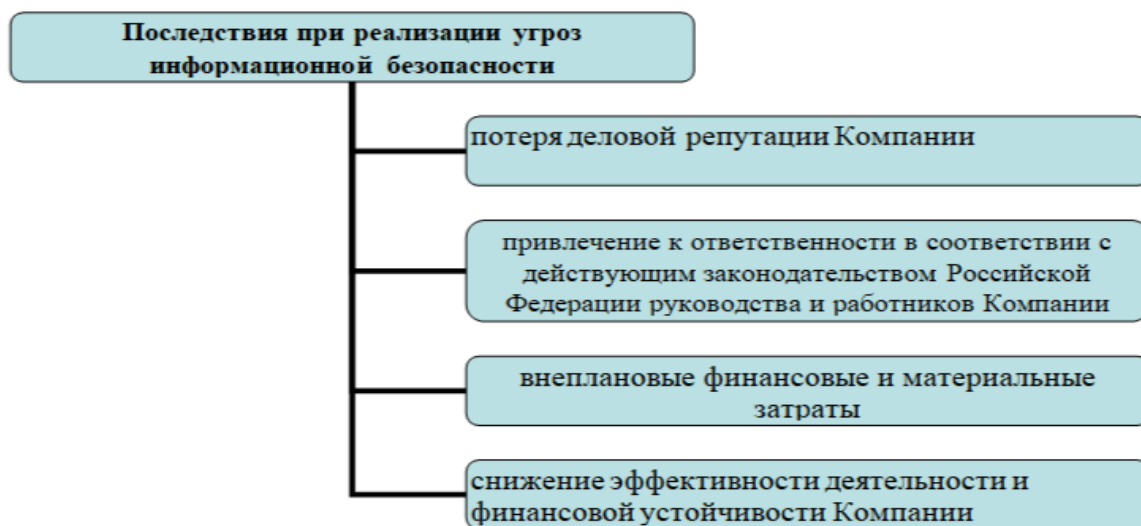 Последствия при реализации угроз
информационной безопасности
потеря деловой репутации Компании
привлечение к ответственности в соответствии с
действующим законодательством Российской
Федерации руководства и работников Компании
внеплановые финансовые и материальные
затраты
снижение эффективности деятельности и
финансовой устойчивости Компании